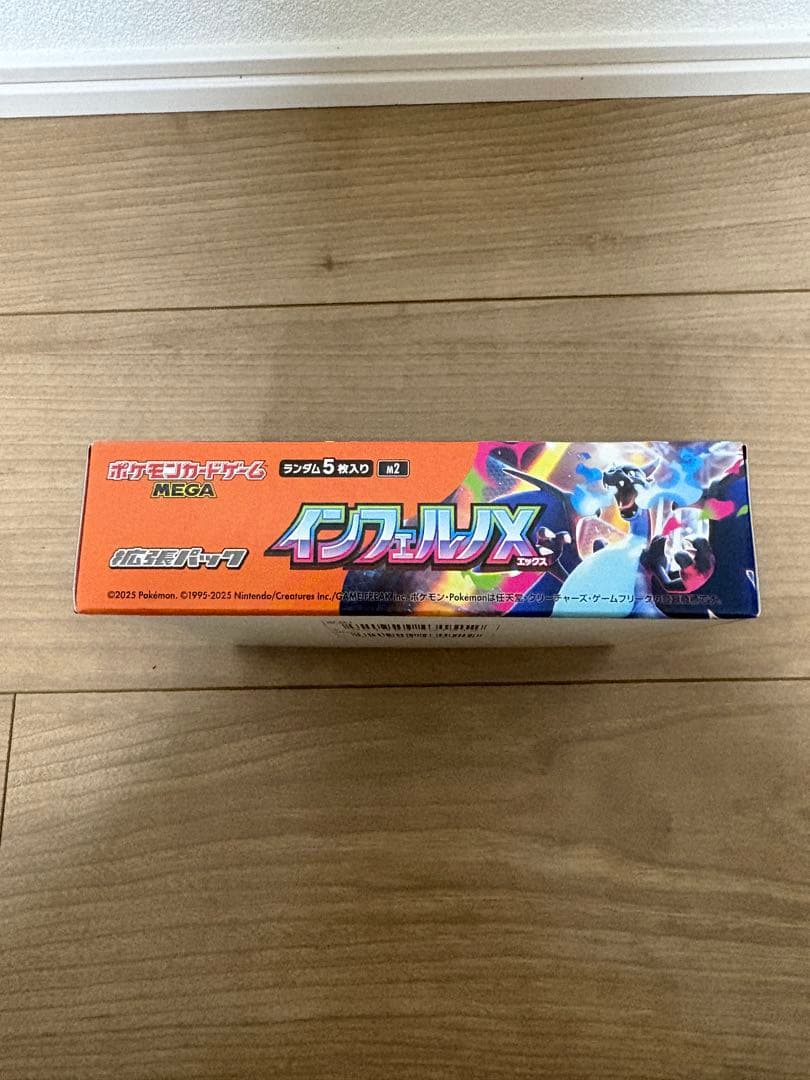 ポケモンカードゲーム
MEGA
ランダム5枚入り M2
拡張パック
インフェルノX
エックス
©2025 Pokémon. ©1995-2025 Nintendo/Creatures Inc./GAME FREAK inc. ポケモン・Pokémonは任天堂・クリーチャーズ・ゲームフリークの登録商標です。